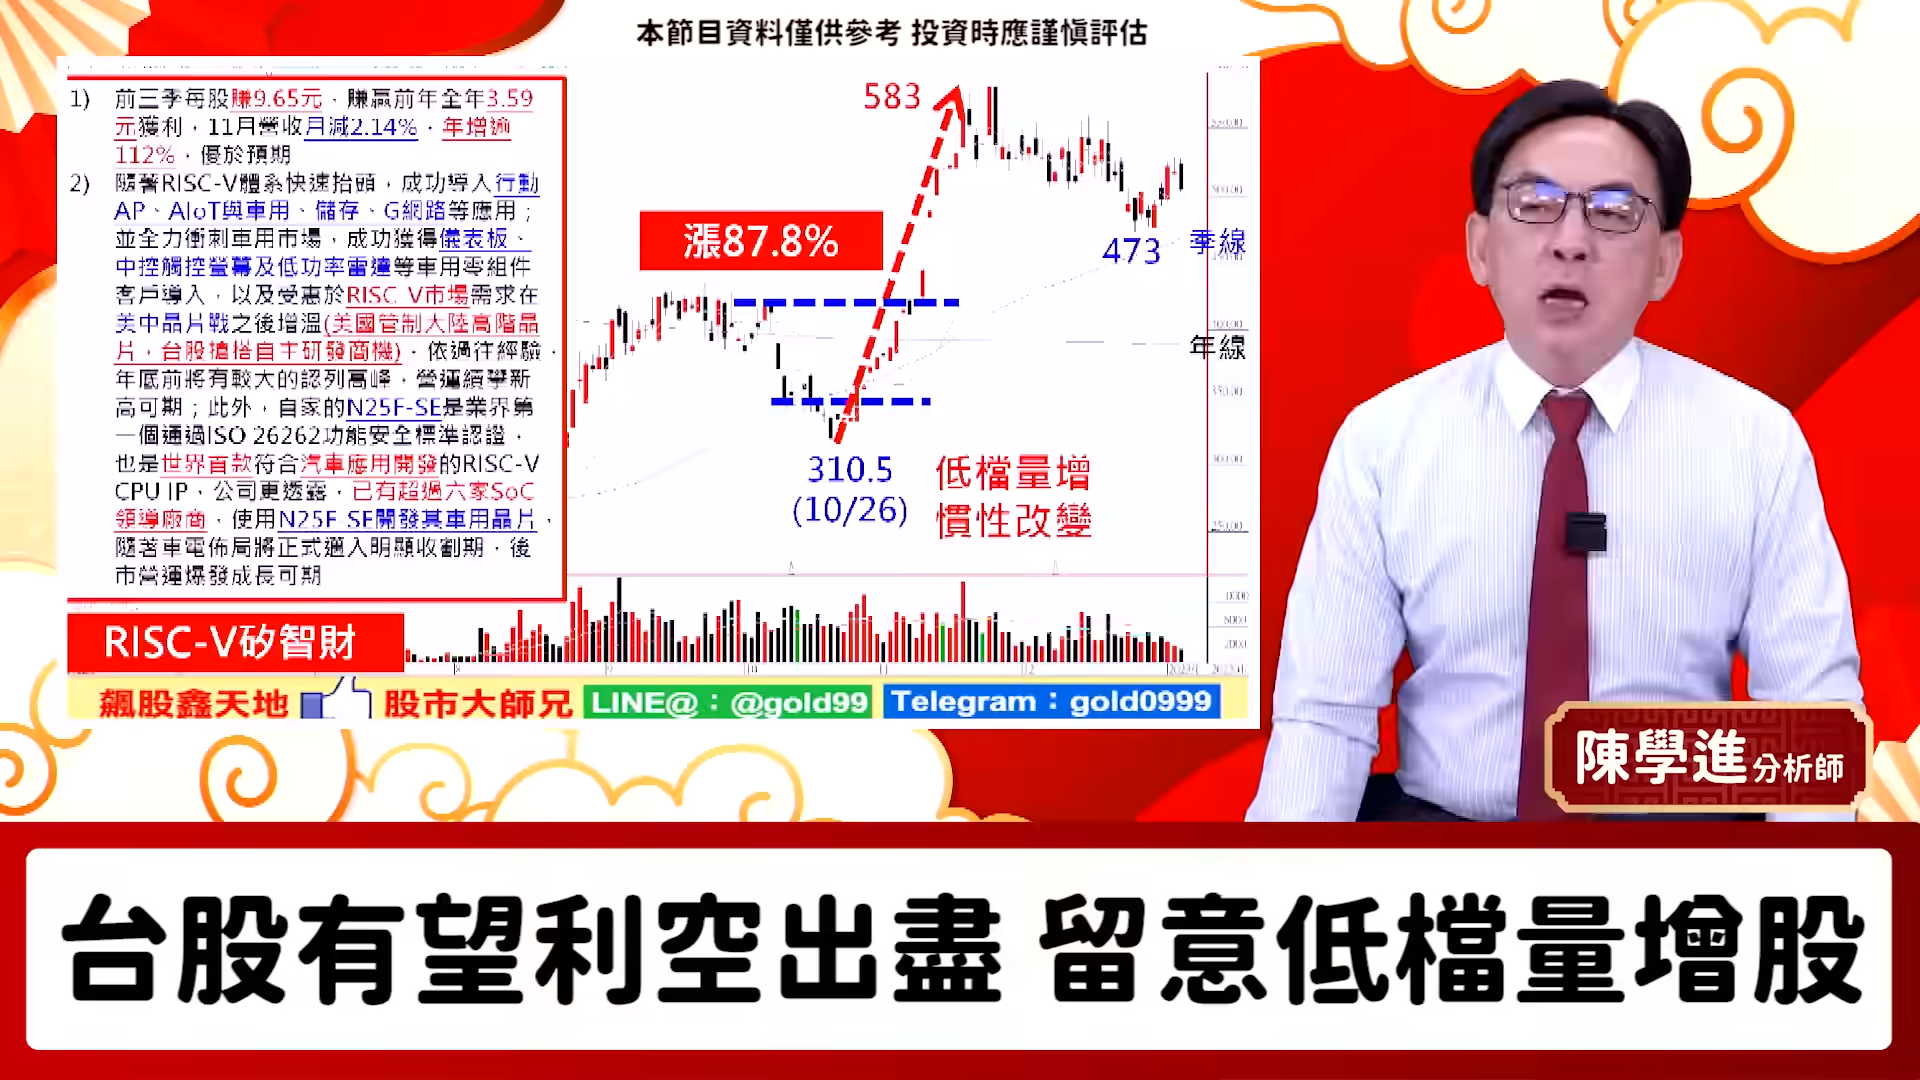 本節目資料僅供參考 投資時應謹慎評估
1) 前三季每股賺9.65元，賺贏前年全年3.59
元獲利，11月營收月減2.14%，年增逾
112%，優於預期
2) 隨著RISC-V體系快速抬頭，成功導入行動
AP、AIoT與車用、儲存、G網路等應用；
並全力衝刺車用市場，成功獲得儀表板、
中控觸控螢幕及低功率雷達等車用零組件
客戶導入，以及受惠於RISC V市場需求在
美中晶片戰之後增溫(美國管制大陸高階晶
片，台股搶搭自主研發商機)，依過往經驗，
年底前將有較大的認列高峰，營運續攀新
高可期；此外，自家的N25F-SE是業界第
一個通過ISO 26262功能安全標準認證，
也是世界首款符合汽車應用開發的RISC-V
CPU IP，公司更透露，已有超過六家SoC
領導廠商，使用N25F SE開發其車用晶片，
隨著車電佈局將正式邁入明顯收割期，後
市營運爆發成長可期
583
漲87.8%
473
季線
年線
310.5
(10/26)
低檔量增
慣性改變
500.00
350.00
RISC-V矽智財
飆股鑫天地 股市大師兄 LINE@：@gold99 Telegram：gold0999
陳學進分析師
台股有望利空出盡 留意低檔量增股